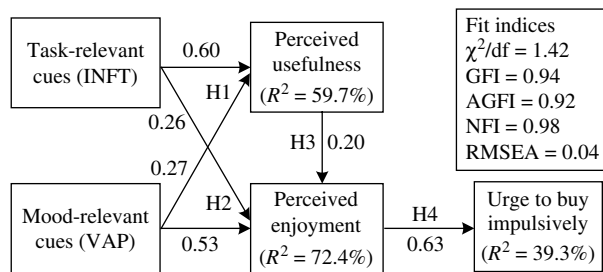 Task-relevant
cues (INFT)
0.60
H1
0.26
0.27
Perceived
usefulness
(R² = 59.7%)
H3 0.20
Fit indices
χ²/df = 1.42
GFI = 0.94
AGFI = 0.92
NFI = 0.98
RMSEA = 0.04
Mood-relevant
cues (VAP)
H2
0.53
Perceived
enjoyment
(R² = 72.4%)
H4
0.63
Urge to buy
impulsively
(R² = 39.3%)